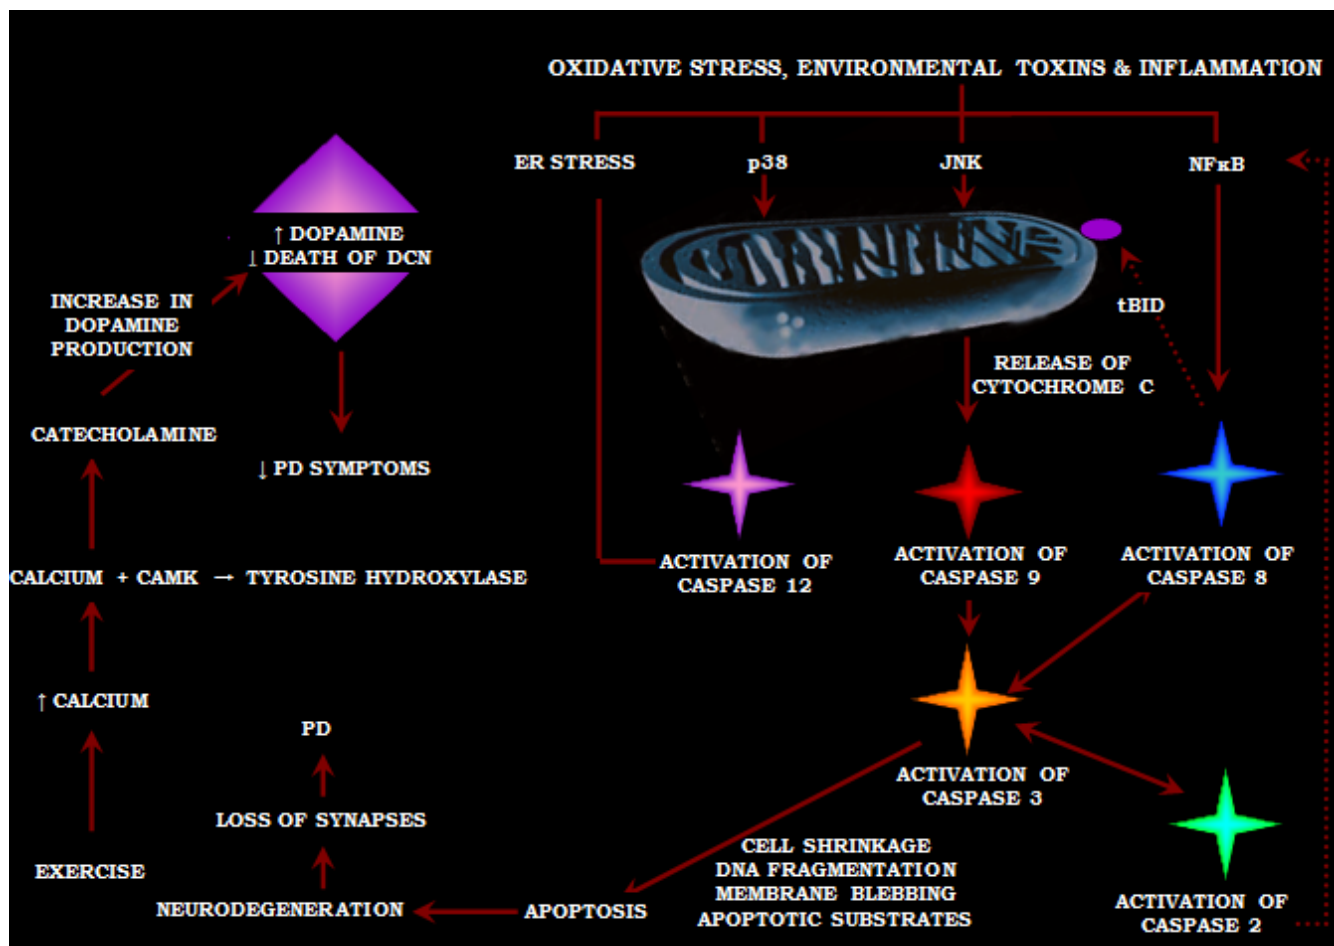 OXIDATIVE STRESS, ENVIRONMENTAL TOXINS & INFLAMMATION
ER STRESS
p38
JNK
NFκB
↑ DOPAMINE
↓ DEATH OF DCN
INCREASE IN
DOPAMINE
PRODUCTION
tBID
RELEASE OF
CYTOCHROME C
CATECHOLAMINE
↓ PD SYMPTOMS
ACTIVATION OF
CASPASE 12
ACTIVATION OF
CASPASE 9
ACTIVATION OF
CASPASE 8
CALCIUM + CAMK → TYROSINE HYDROXYLASE
↑ CALCIUM
PD
ACTIVATION OF
CASPASE 3
LOSS OF SYNAPSES
CELL SHRINKAGE
DNA FRAGMENTATION
MEMBRANE BLEBBING
APOPTOTIC SUBSTRATES
EXERCISE
NEURODEGENERATION
APOPTOSIS
ACTIVATION OF
CASPASE 2